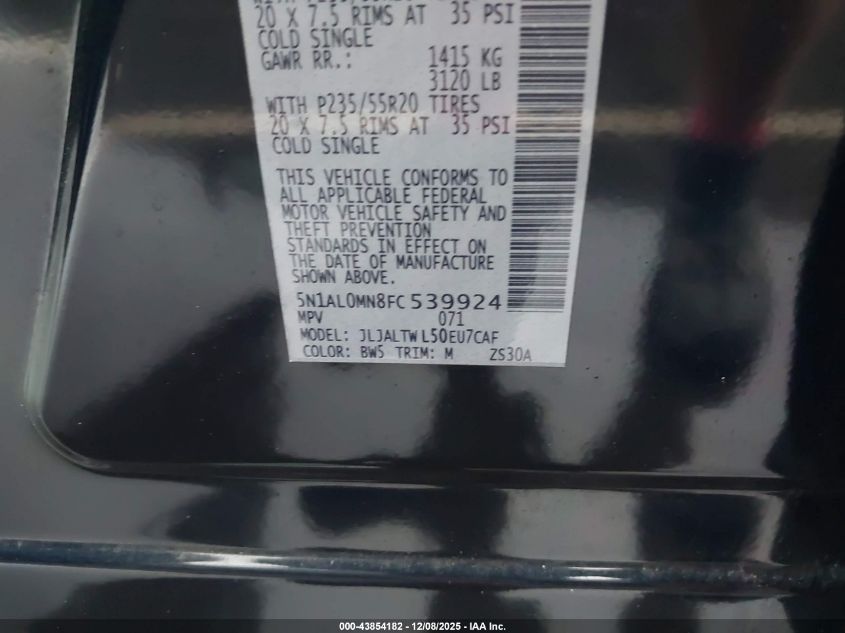 20 X 7.5 RIMS AT 35 PSI
COLD SINGLE
GAWR RR.: 1415 KG
3120 LB
WITH P235/55R20 TIRES
20 X 7.5 RIMS AT 35 PSI
COLD SINGLE
THIS VEHICLE CONFORMS TO
ALL APPLICABLE FEDERAL
MOTOR VEHICLE SAFETY AND
THEFT PREVENTION
STANDARDS IN EFFECT ON
THE DATE OF MANUFACTURE
SHOWN ABOVE.
5N1AL0MN8FC539924
MPV 071
MODEL: JLJALTWL50EU7CAF
COLOR: BW5 TRIM: M ZS30A
000-43854182 - 12/08/2025 - IAA Inc.